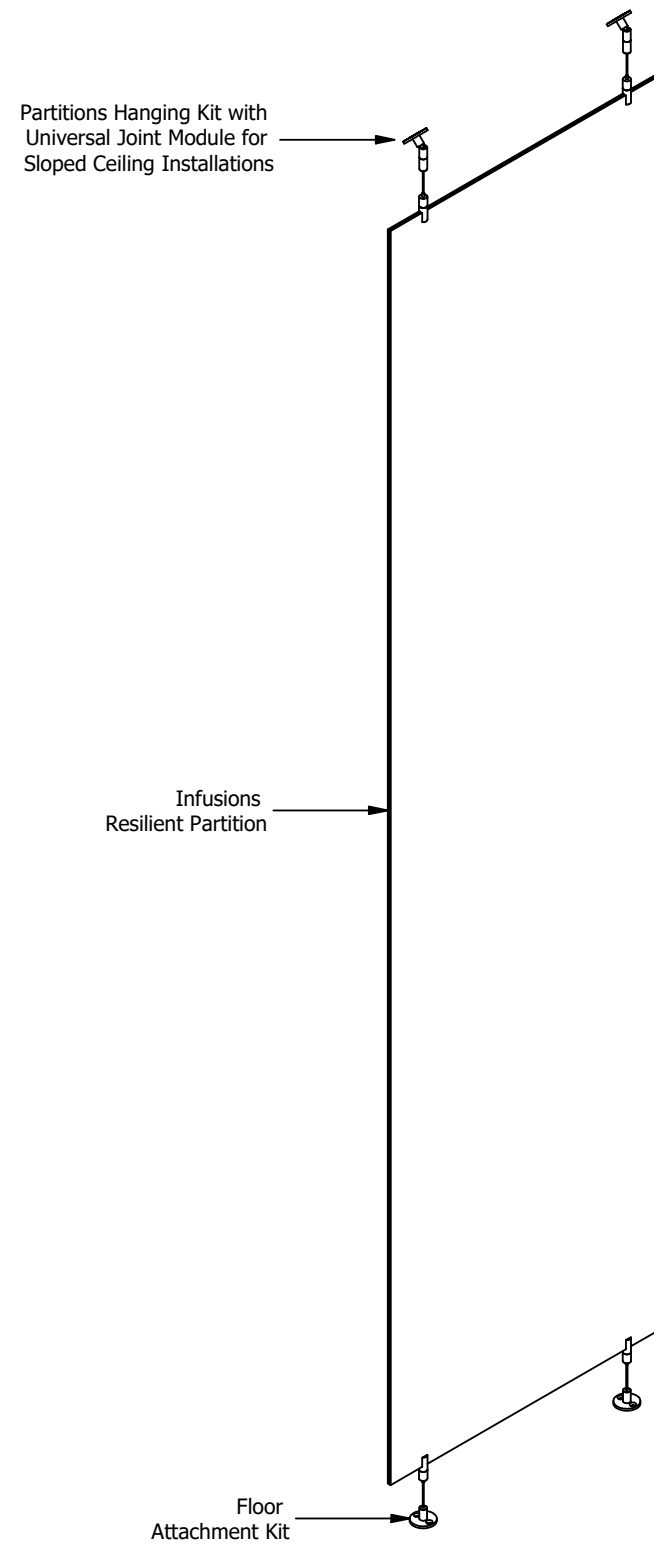 Partitions Hanging Kit with
Universal Joint Module for
Sloped Ceiling Installations
Infusions
Resilient Partition
Floor
Attachment Kit